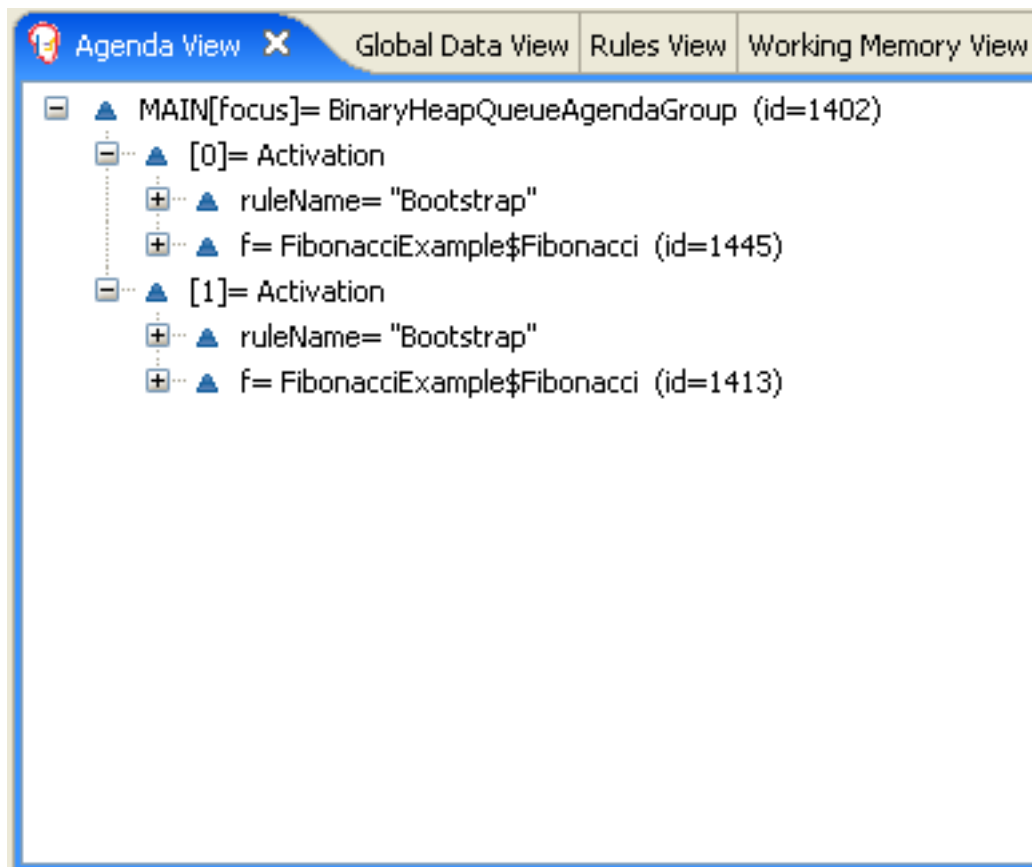 Agenda View Global Data View Rules View Working Memory View
MAIN[focus]= BinaryHeapQueueAgendaGroup (id=1402)
[0]= Activation
ruleName= "Bootstrap"
f= FibonacciExample$Fibonacci (id=1445)
[1]= Activation
ruleName= "Bootstrap"
f= FibonacciExample$Fibonacci (id=1413)